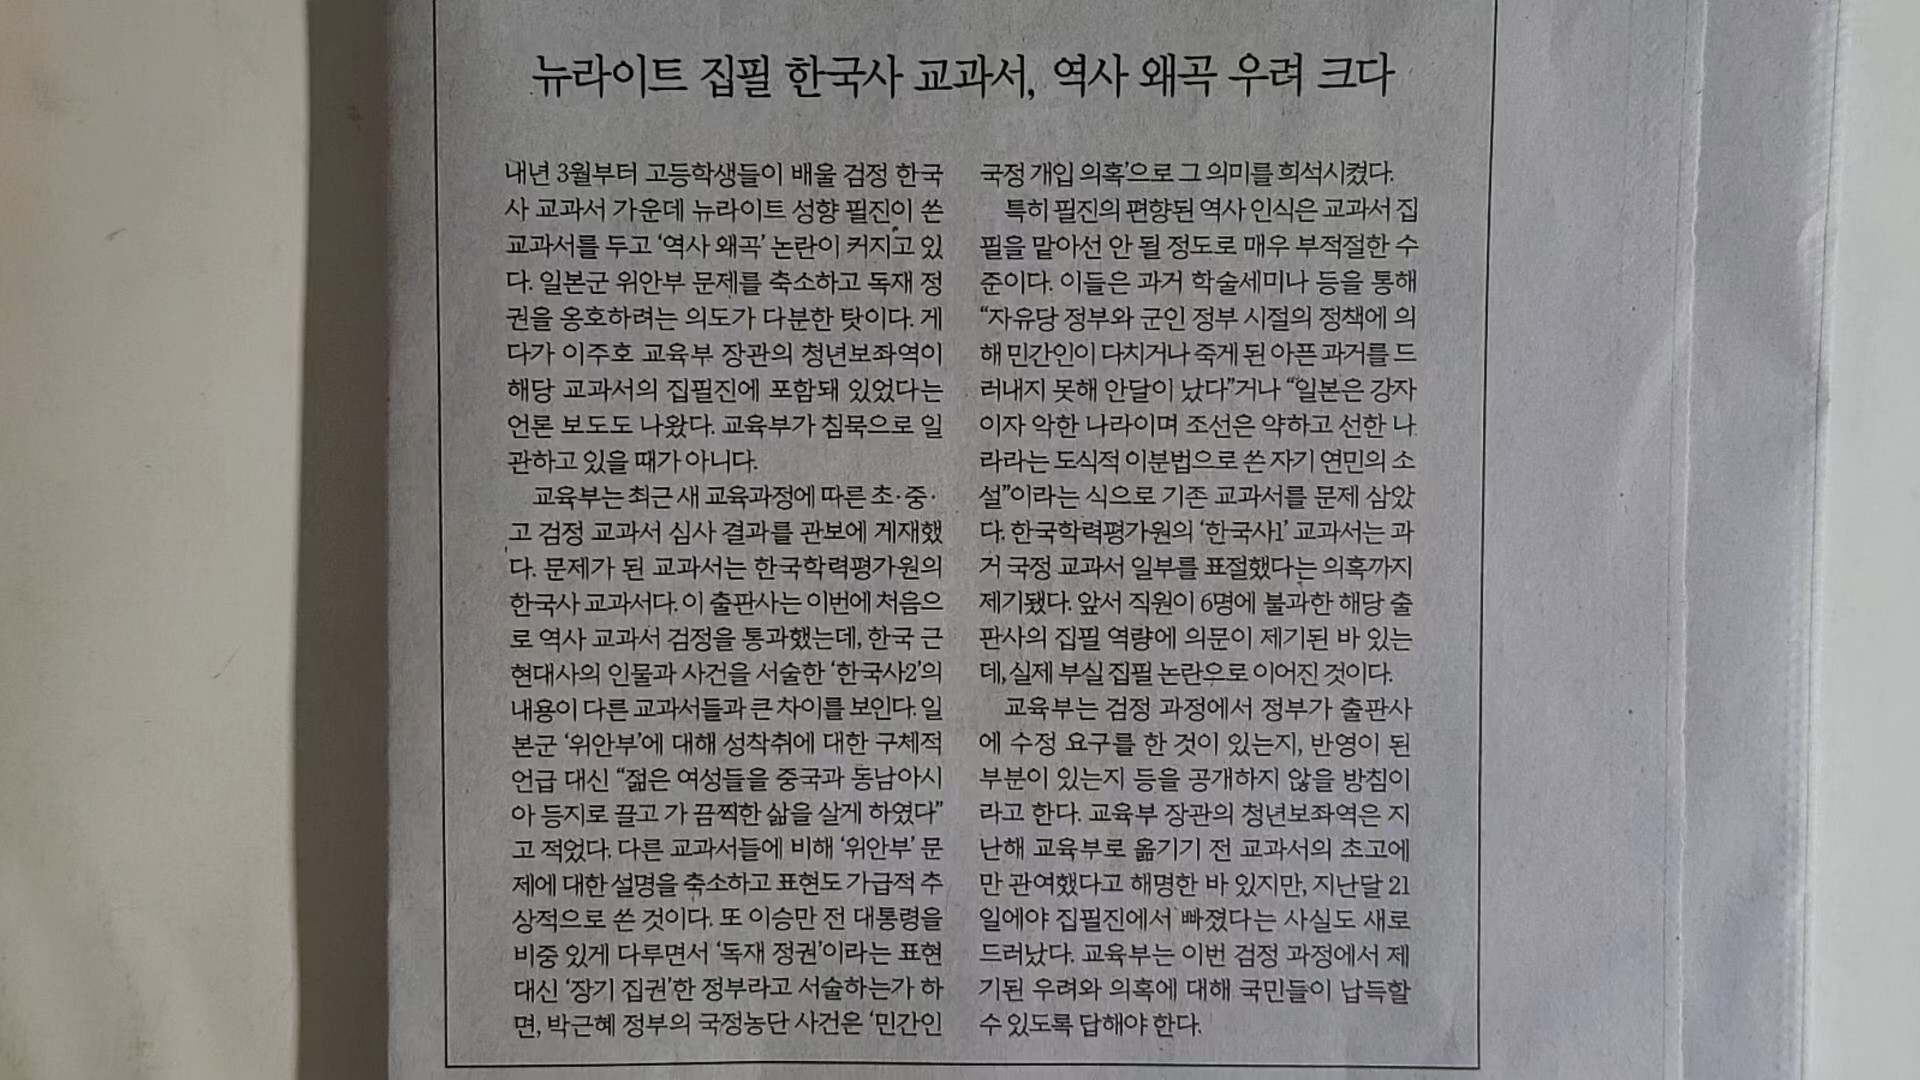 뉴라이트 집필 한국사 교과서, 역사 왜곡 우려 크다
내년 3월부터 고등학생들이 배울 검정 한국
사 교과서 가운데 뉴라이트 성향 필진이 쓴
교과서를 두고 ‘역사 왜곡’ 논란이 커지고 있
다. 일본군 위안부 문제를 축소하고 독재 정
권을 옹호하려는 의도가 다분한 탓이다. 게
다가 이주호 교육부 장관의 청년보좌역이
해당 교과서의 집필진에 포함돼 있었다는
언론 보도도 나왔다. 교육부가 침묵으로 일
관하고 있을 때가 아니다.
교육부는 최근 새 교육과정에 따른 초·중·
고 검정 교과서 심사 결과를 관보에 게재했
다. 문제가 된 교과서는 한국학력평가원의
한국사 교과서다. 이 출판사는 이번에 처음으
로 역사 교과서 검정을 통과했는데, 한국 근
현대사의 인물과 사건을 서술한 ‘한국사2’의
내용이 다른 교과서들과 큰 차이를 보인다. 일
본군 ‘위안부’에 대해 성착취에 대한 구체적
언급 대신 “젊은 여성들을 중국과 동남아시
아 등지로 끌고 가 끔찍한 삶을 살게 하였다”
고 적었다. 다른 교과서들에 비해 ‘위안부’ 문
제에 대한 설명을 축소하고 표현도 가급적 추
상적으로 쓴 것이다. 또 이승만 전 대통령을
비중 있게 다루면서 ‘독재 정권’이라는 표현
대신 ‘장기 집권’한 정부라고 서술하는가 하
면, 박근혜 정부의 국정농단 사건은 ‘민간인
국정 개입 의혹’으로 그 의미를 희석시켰다.
특히 필진의 편향된 역사 인식은 교과서 집
필을 맡아선 안 될 정도로 매우 부적절한 수
준이다. 이들은 과거 학술세미나 등을 통해
“자유당 정부와 군인 정부 시절의 정책에 의
해 민간인이 다치거나 죽게 된 아픈 과거를 드
러내지 못해 안달이 났다”거나 “일본은 강자
이자 악한 나라이며 조선은 약하고 선한 나
라라는 도식적 이분법으로 쓴 자기 연민의 소
설”이라는 식으로 기존 교과서를 문제 삼았
다. 한국학력평가원의 ‘한국사1’ 교과서는 과
거 국정 교과서 일부를 표절했다는 의혹까지
제기됐다. 앞서 직원이 6명에 불과한 해당 출
판사의 집필 역량에 의문이 제기된 바 있는
데, 실제 부실 집필 논란으로 이어진 것이다.
교육부는 검정 과정에서 정부가 출판사
에 수정 요구를 한 것이 있는지, 반영이 된
부분이 있는지 등을 공개하지 않을 방침이
라고 한다. 교육부 장관의 청년보좌역은 지
난해 교육부로 옮기기 전 교과서의 초고에
만 관여했다고 해명한 바 있지만, 지난달 21
일에야 집필진에서 빠졌다는 사실도 새로
드러났다. 교육부는 이번 검정 과정에서 제
기된 우려와 의혹에 대해 국민들이 납득할
수 있도록 답해야 한다.